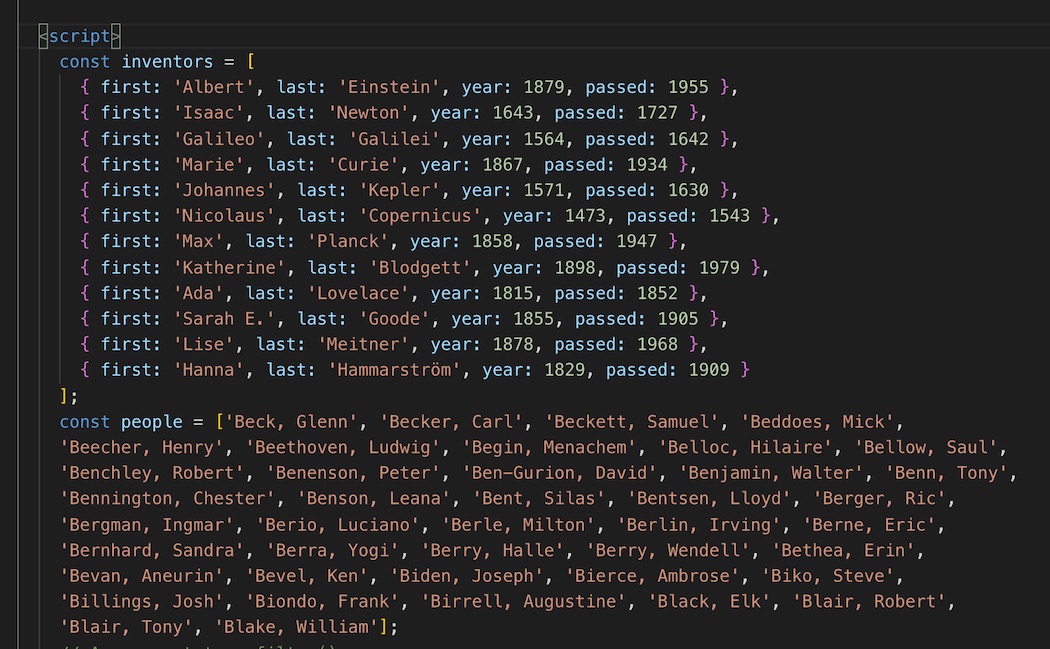 <script>
const inventors = [
{ first: 'Albert', last: 'Einstein', year: 1879, passed: 1955 },
{ first: 'Isaac', last: 'Newton', year: 1643, passed: 1727 },
{ first: 'Galileo', last: 'Galilei', year: 1564, passed: 1642 },
{ first: 'Marie', last: 'Curie', year: 1867, passed: 1934 },
{ first: 'Johannes', last: 'Kepler', year: 1571, passed: 1630 },
{ first: 'Nicolaus', last: 'Copernicus', year: 1473, passed: 1543 },
{ first: 'Max', last: 'Planck', year: 1858, passed: 1947 },
{ first: 'Katherine', last: 'Blodgett', year: 1898, passed: 1979 },
{ first: 'Ada', last: 'Lovelace', year: 1815, passed: 1852 },
{ first: 'Sarah E.', last: 'Goode', year: 1855, passed: 1905 },
{ first: 'Lise', last: 'Meitner', year: 1878, passed: 1968 },
{ first: 'Hanna', last: 'Hammarström', year: 1829, passed: 1909 }
];
const people = ['Beck, Glenn', 'Becker, Carl', 'Beckett, Samuel', 'Beddoes, Mick',
'Beecher, Henry', 'Beethoven, Ludwig', 'Begin, Menachem', 'Belloc, Hilaire', 'Bellow, Saul',
'Benchley, Robert', 'Benenson, Peter', 'Ben-Gurion, David', 'Benjamin, Walter', 'Benn, Tony',
'Bennington, Chester', 'Benson, Leana', 'Bent, Silas', 'Bentsen, Lloyd', 'Berger, Ric',
'Bergman, Ingmar', 'Berio, Luciano', 'Berle, Milton', 'Berlin, Irving', 'Berne, Eric',
'Bernhard, Sandra', 'Berra, Yogi', 'Berry, Halle', 'Berry, Wendell', 'Bethea, Erin',
'Bevan, Aneurin', 'Bevel, Ken', 'Biden, Joseph', 'Bierce, Ambrose', 'Biko, Steve',
'Billings, Josh', 'Biondo, Frank', 'Birrell, Augustine', 'Black, Elk', 'Blair, Robert',
'Blair, Tony', 'Blake, William'];